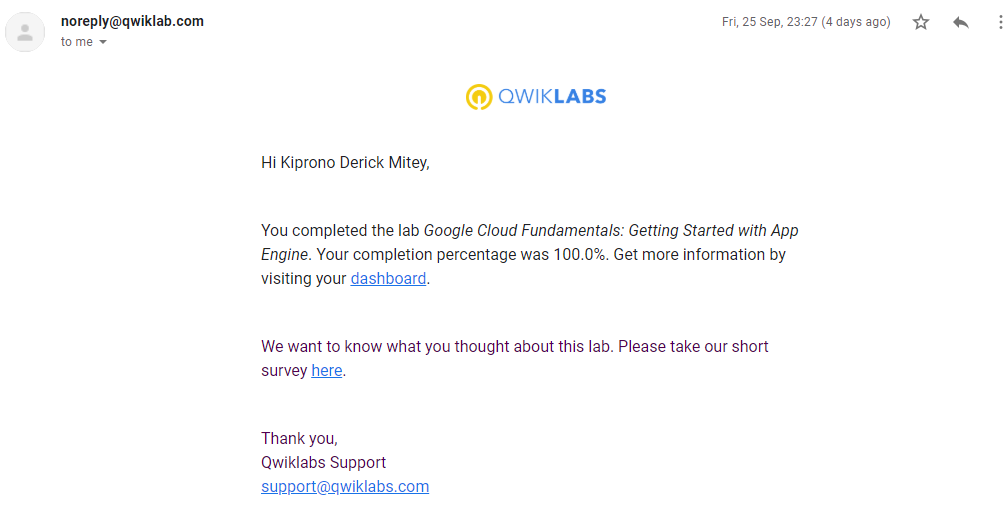 noreply@qwiklab.com
Fri, 25 Sep, 23:27 (4 days ago)
to me
QWIKLABS
Hi Kiprono Derick Mitey,
You completed the lab Google Cloud Fundamentals: Getting Started with App
Engine. Your completion percentage was 100.0%. Get more information by
visiting your dashboard.
We want to know what you thought about this lab. Please take our short
survey here.
Thank you,
Qwiklabs Support
support@qwiklabs.com